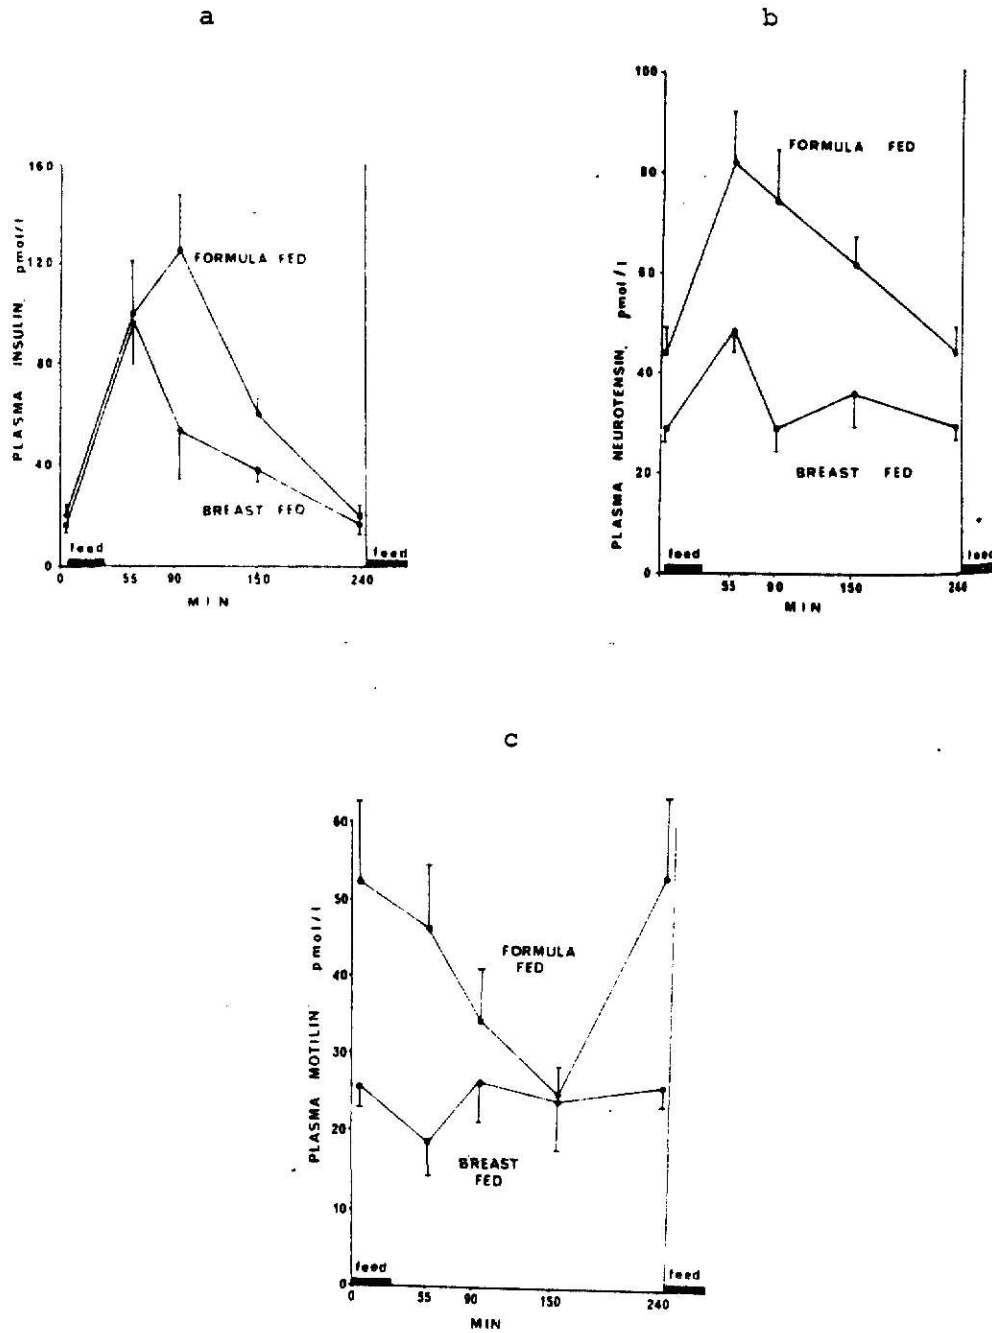 a
b
160
120
80
40
0
PLASMA INSULIN, pmol/l
FORMULA FED
BREAST FED
feed
feed
0 55 90 150 240
MIN
100
80
60
40
20
0
PLASMA NEUROTENSIN, pmol/l
FORMULA FED
BREAST FED
feed
feed
55 90 150 240
MIN
c
60
50
40
30
20
10
0
PLASMA MOTILIN pmol/l
FORMULA
FED
BREAST
FED
feed
feed
0 55 90 150 240
MIN